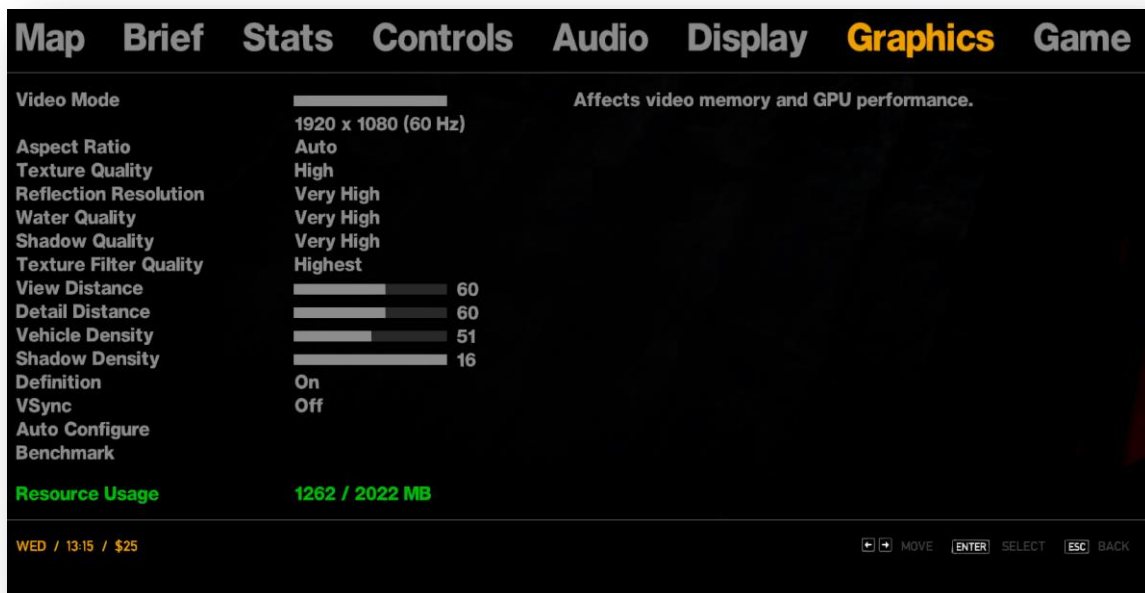 Map Brief Stats Controls Audio Display Graphics Game
Video Mode Affects video memory and GPU performance.
1920 x 1080 (60 Hz)
Aspect Ratio Auto
Texture Quality High
Reflection Resolution Very High
Water Quality Very High
Shadow Quality Very High
Texture Filter Quality Highest
View Distance 60
Detail Distance 60
Vehicle Density 51
Shadow Density 16
Definition On
VSync Off
Auto Configure
Benchmark
Resource Usage 1262 / 2022 MB
WED / 13:15 / $25 MOVE ENTER SELECT ESC BACK